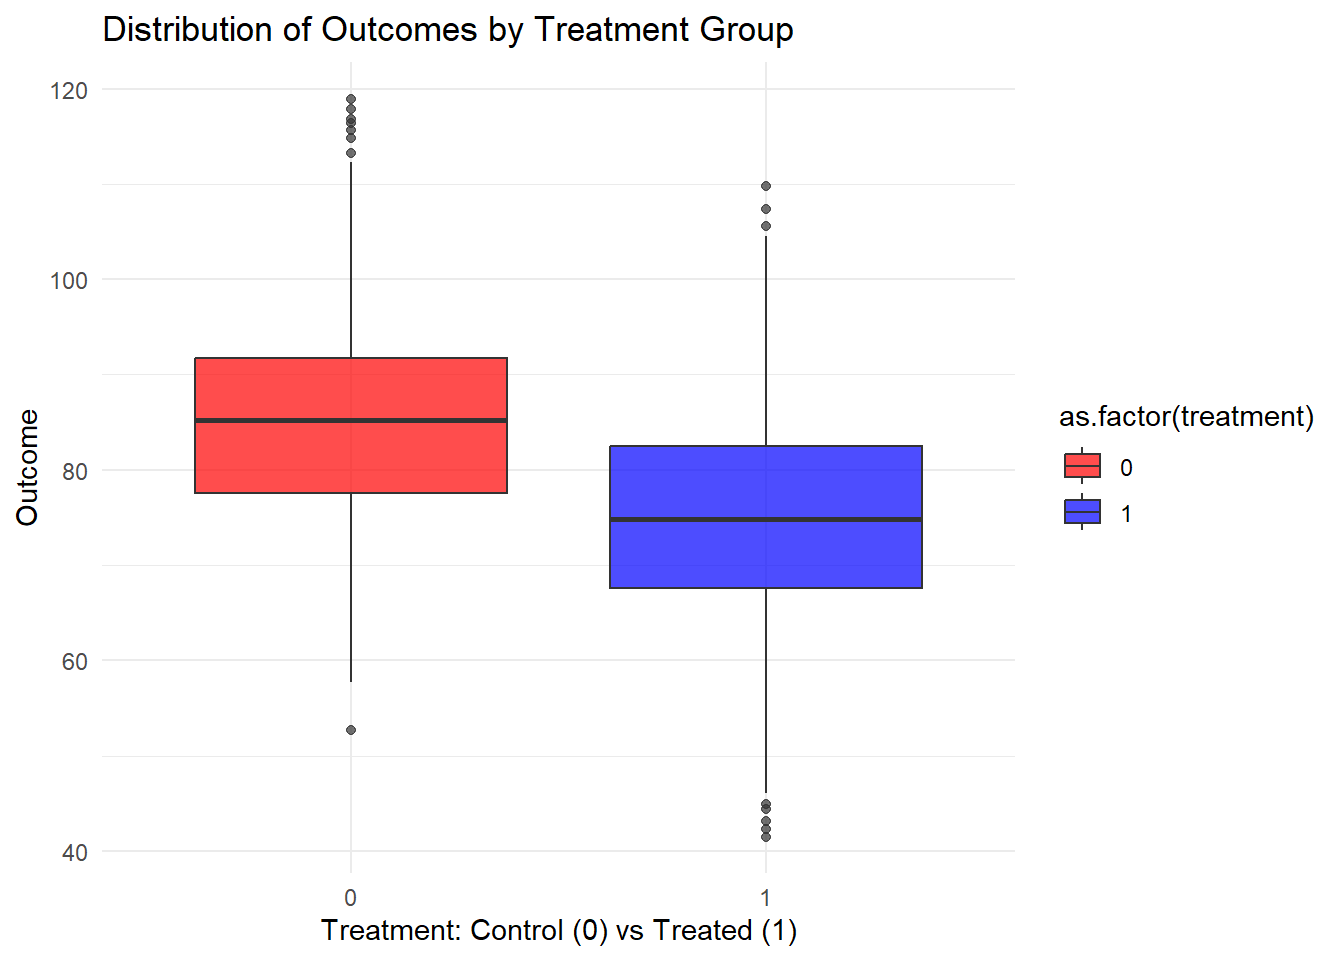 Distribution of Outcomes by Treatment Group
120
100
80
60
40
Outcome
0
1
Treatment: Control (0) vs Treated (1)
as.factor(treatment)
0
1